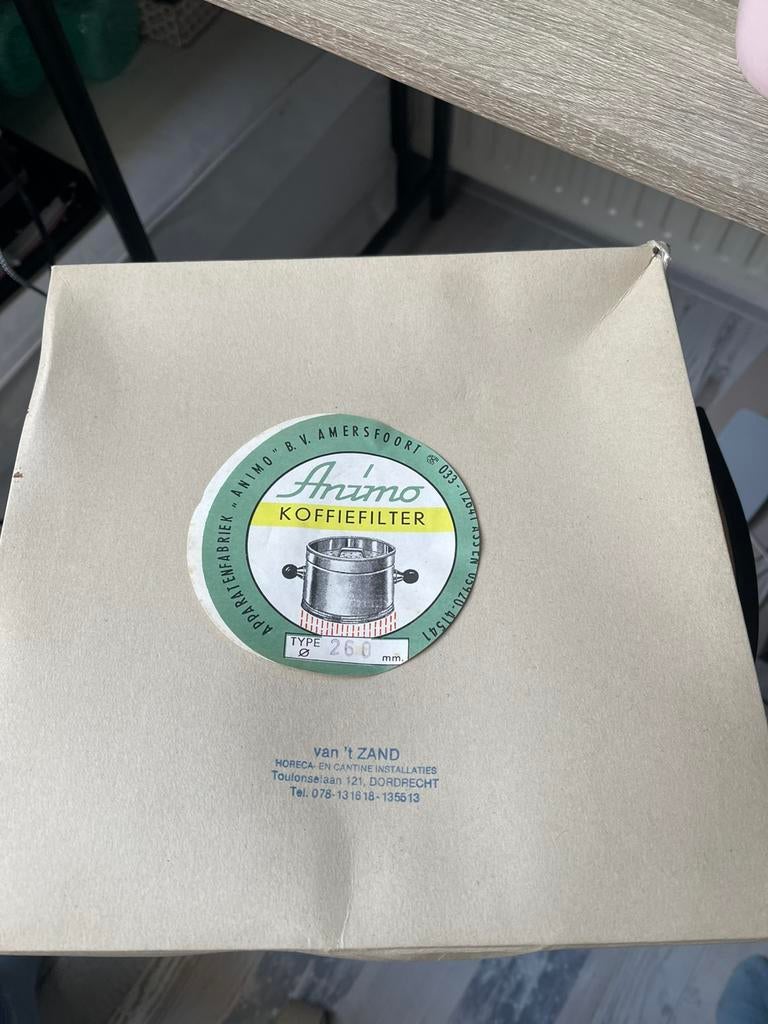 APPARATENFABRIEK „ANIMO" B.V. AMERSFOORT ☏ 033-12641 ASSEN 05920-41541
Animo
KOFFIEFILTER
TYPE
Ø 260 mm.
van 't ZAND
HORECA- EN CANTINE INSTALLATIES
Toulonselaan 121, DORDRECHT
Tel. 078-131618-135513